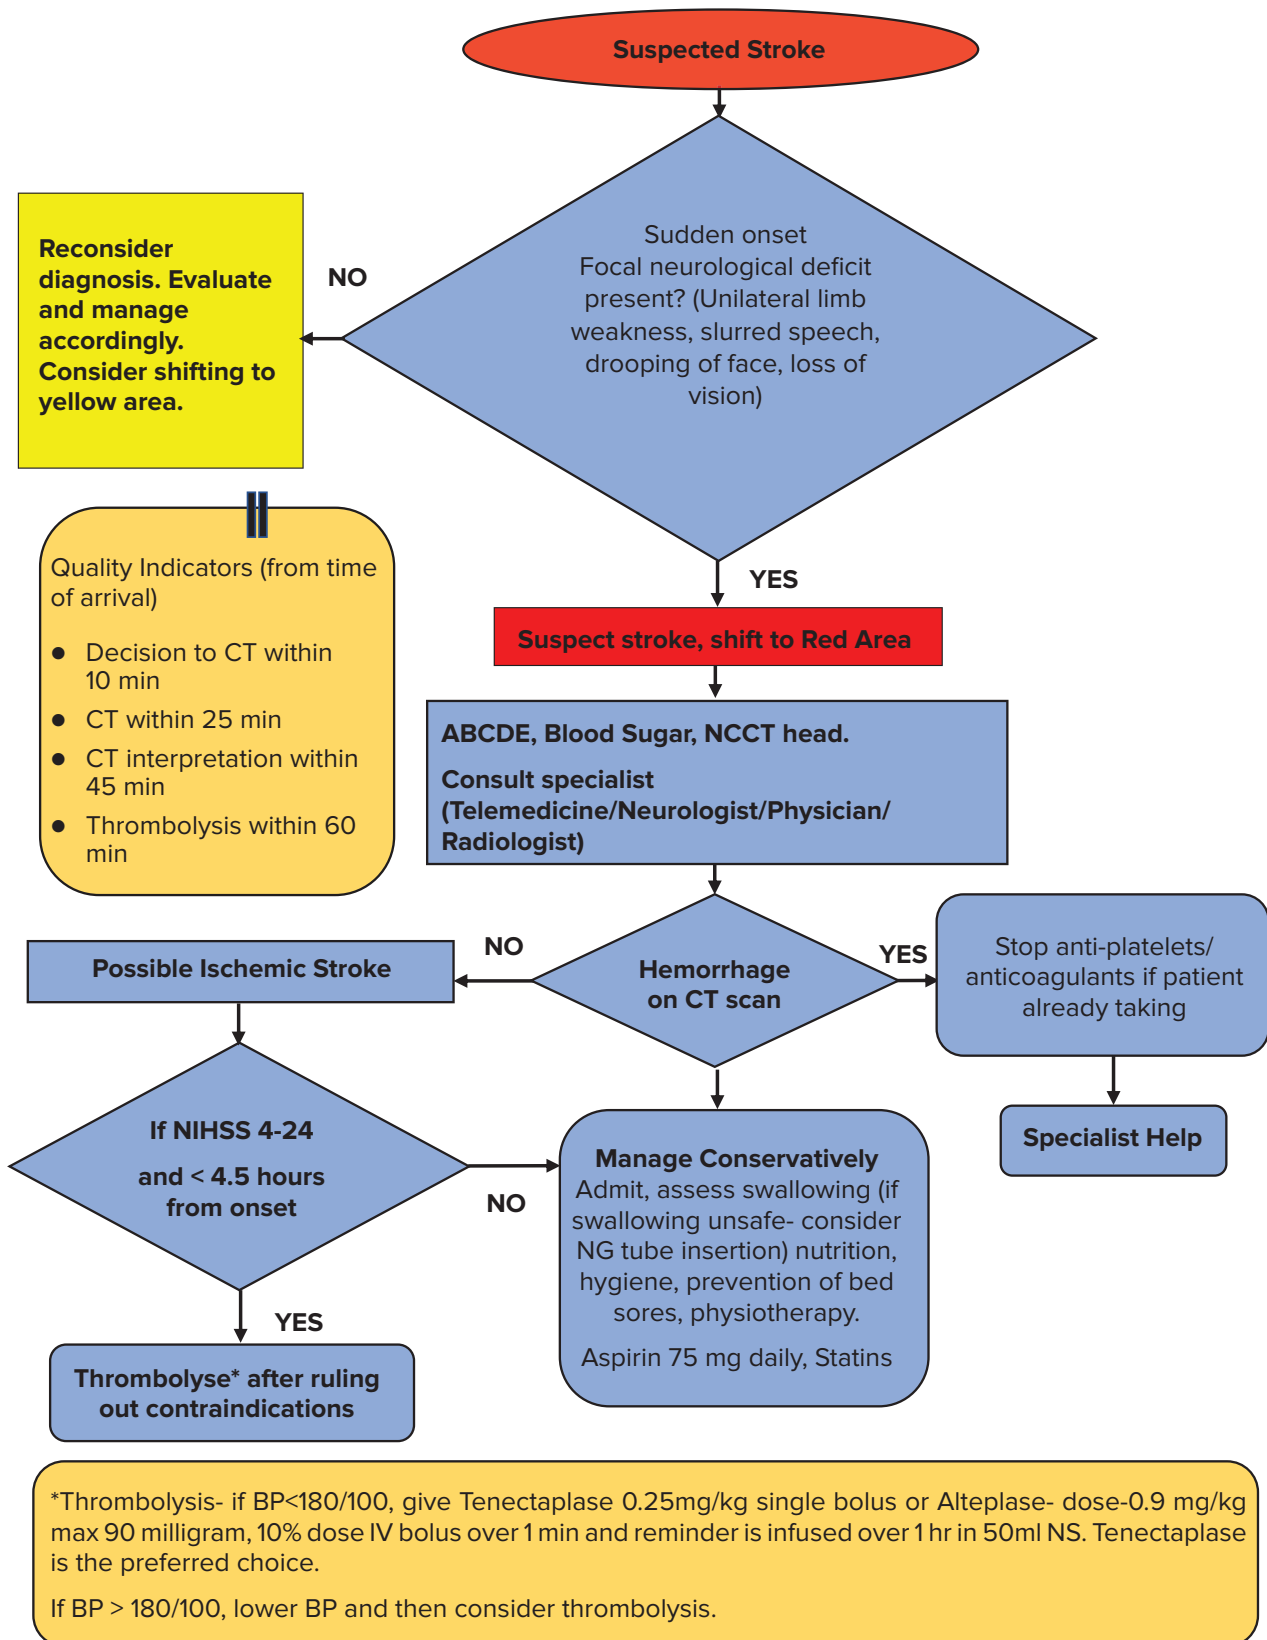 Suspected Stroke
Sudden onset
Focal neurological deficit
present? (Unilateral limb
weakness, slurred speech,
drooping of face, loss of
vision)
NO
Reconsider
diagnosis. Evaluate
and manage
accordingly.
Consider shifting to
yellow area.
Quality Indicators (from time
of arrival)
● Decision to CT within
10 min
● CT within 25 min
● CT interpretation within
45 min
● Thrombolysis within 60
min
YES
Suspect stroke, shift to Red Area
ABCDE, Blood Sugar, NCCT head.
Consult specialist
(Telemedicine/Neurologist/Physician/
Radiologist)
Hemorrhage
on CT scan
NO
YES
Possible Ischemic Stroke
Stop anti-platelets/
anticoagulants if patient
already taking
Specialist Help
If NIHSS 4-24
and < 4.5 hours
from onset
NO
Manage Conservatively
Admit, assess swallowing (if
swallowing unsafe- consider
NG tube insertion) nutrition,
hygiene, prevention of bed
sores, physiotherapy.
Aspirin 75 mg daily, Statins
YES
Thrombolyse* after ruling
out contraindications
*Thrombolysis- if BP<180/100, give Tenectaplase 0.25mg/kg single bolus or Alteplase- dose-0.9 mg/kg
max 90 milligram, 10% dose IV bolus over 1 min and reminder is infused over 1 hr in 50ml NS. Tenectaplase
is the preferred choice.
If BP > 180/100, lower BP and then consider thrombolysis.